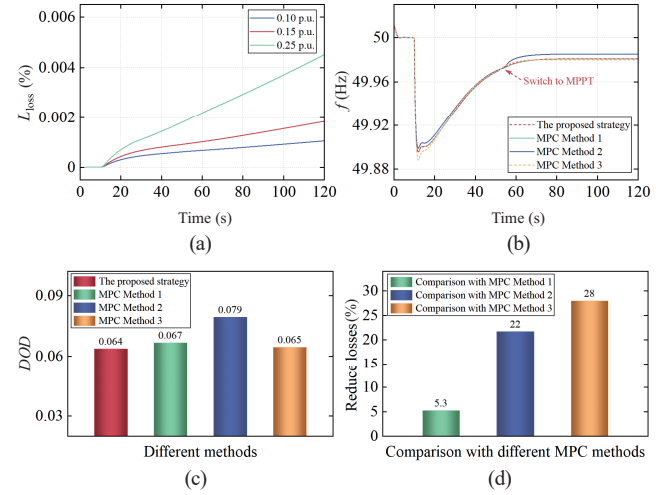 0.006
0.004
0.002
0
L_loss (%)
0.10 p.u.
0.15 p.u.
0.25 p.u.
0 20 40 60 80 100 120
Time (s)
(a)
50
49.96
49.92
49.88
f (Hz)
Switch to MPPT
The proposed strategy
MPC Method 1
MPC Method 2
MPC Method 3
0 20 40 60 80 100 120
Time (s)
(b)
0.09
0.06
0.03
DOD
The proposed strategy
MPC Method 1
MPC Method 2
MPC Method 3
0.064
0.067
0.079
0.065
Different methods
(c)
30
25
20
15
10
5
0
Reduce losses (%)
Comparison with MPC Method 1
Comparison with MPC Method 2
Comparison with MPC Method 3
5.3
22
28
Comparison with different MPC methods
(d)